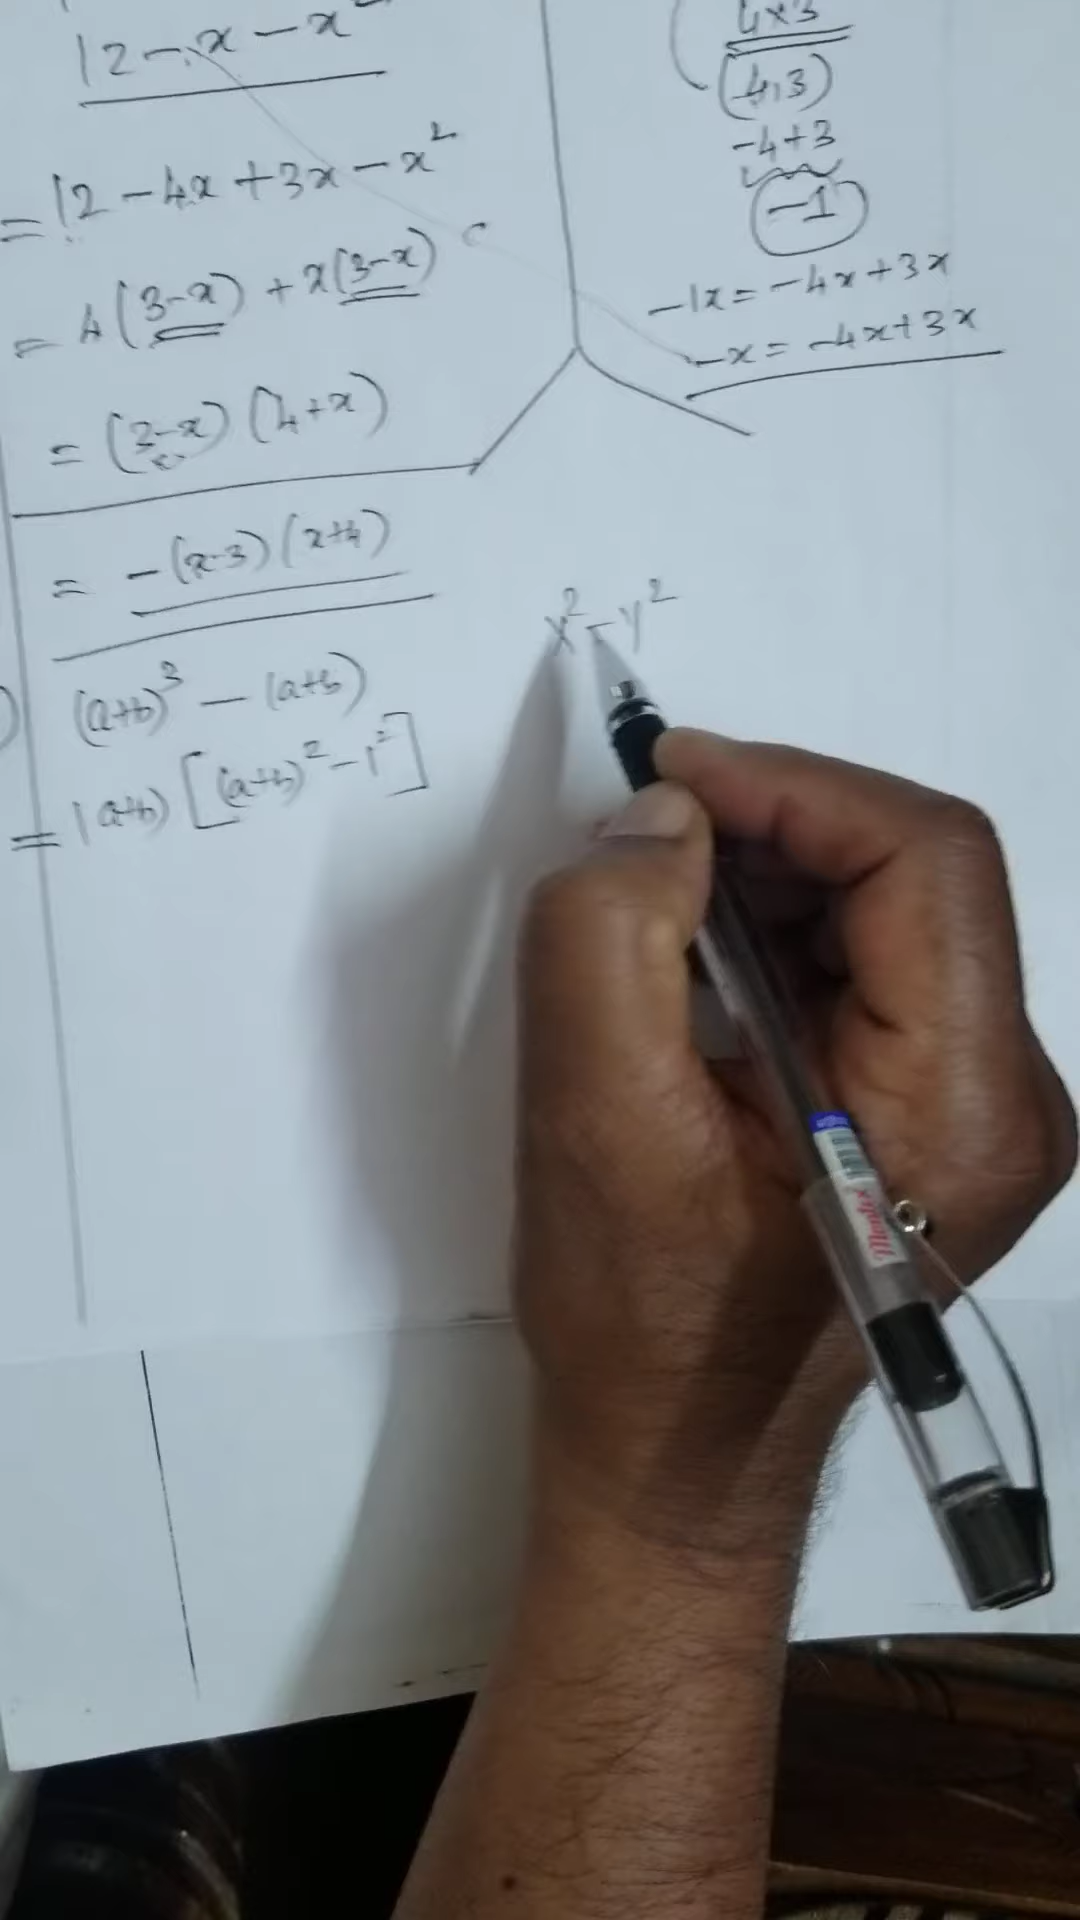 12 - x - x²
= 12 - 4x + 3x - x²
= 4(3-x) + x(3-x)
= (3-x) (4+x)
= -(x-3) (x+4)
(a+b)³ - (a+b)
= (a+b) [(a+b)² - 1²]
4×3
(4,3)
-4+3
-1
-1x = -4x+3x
-x = -4x+3x
x² - y²
Montex